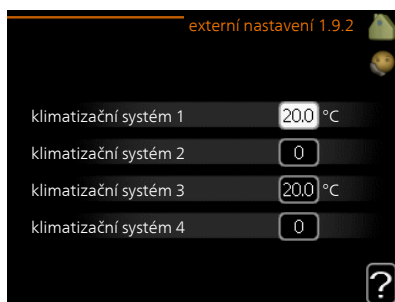 externí nastavení 1.9.2
klimatizační systém 1 20.0 °C
klimatizační systém 2 0
klimatizační systém 3 20.0 °C
klimatizační systém 4 0
?